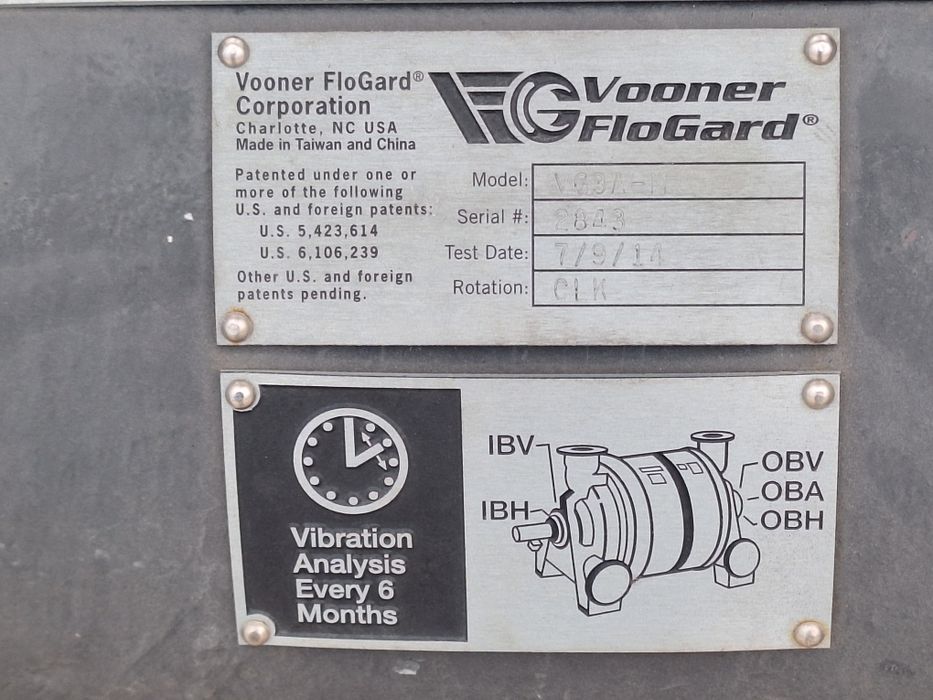 Vooner FloGard®
Corporation
Charlotte, NC USA
Made in Taiwan and China
Patented under one or
more of the following
U.S. and foreign patents:
U.S. 5,423,614
U.S. 6,106,239
Other U.S. and foreign
patents pending.
VFG Vooner
FloGard®
Model:
Serial #: 2843
Test Date: 7/9/14
Rotation: CLK
Vibration
Analysis
Every 6
Months
IBV
IBH
OBV
OBA
OBH